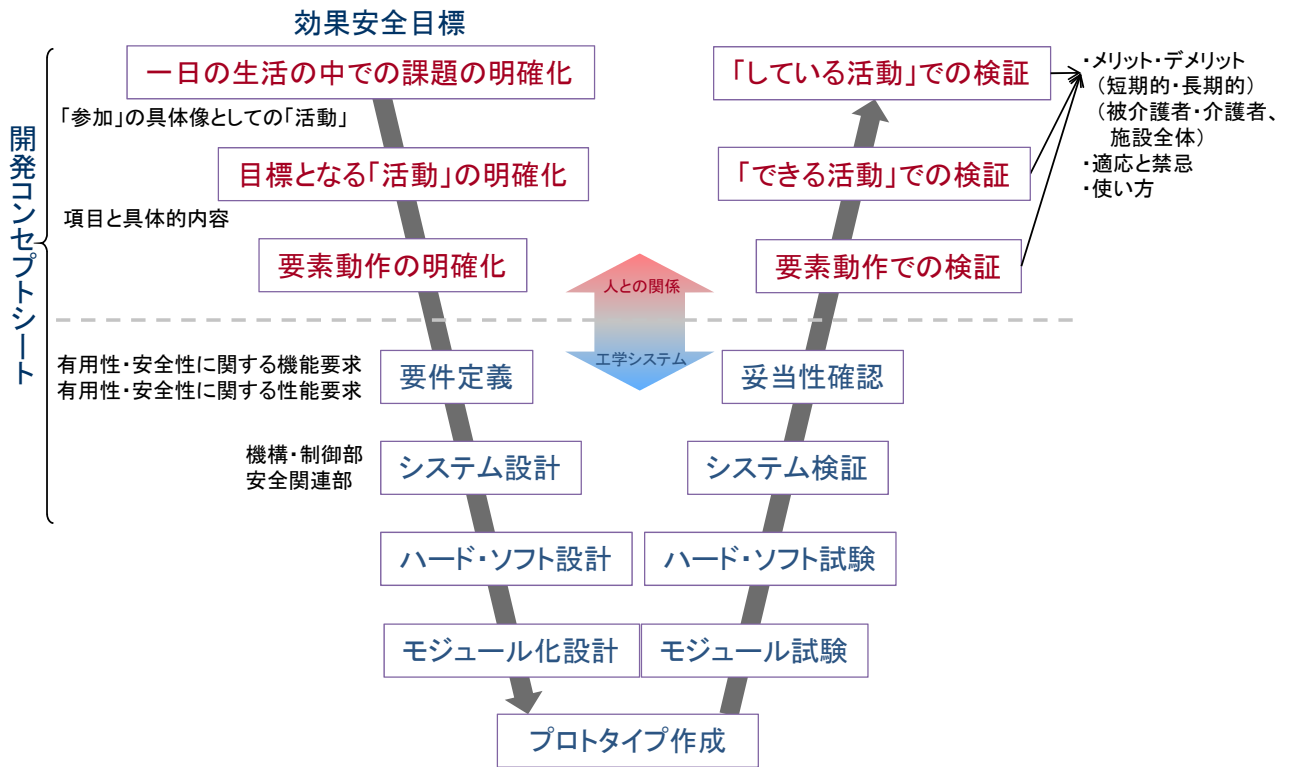 効果安全目標
一日の生活の中での課題の明確化
「参加」の具体像としての「活動」
目標となる「活動」の明確化
項目と具体的内容
要素動作の明確化
開発コンセプトシート
有用性・安全性に関する機能要求
有用性・安全性に関する性能要求
要件定義
機構・制御部
安全関連部
システム設計
ハード・ソフト設計
モジュール化設計
プロトタイプ作成
人との関係
工学システム
「している活動」での検証
「できる活動」での検証
要素動作での検証
妥当性確認
システム検証
ハード・ソフト試験
モジュール試験
・メリット・デメリット
（短期的・長期的）
（被介護者・介護者、
施設全体）
・適応と禁忌
・使い方